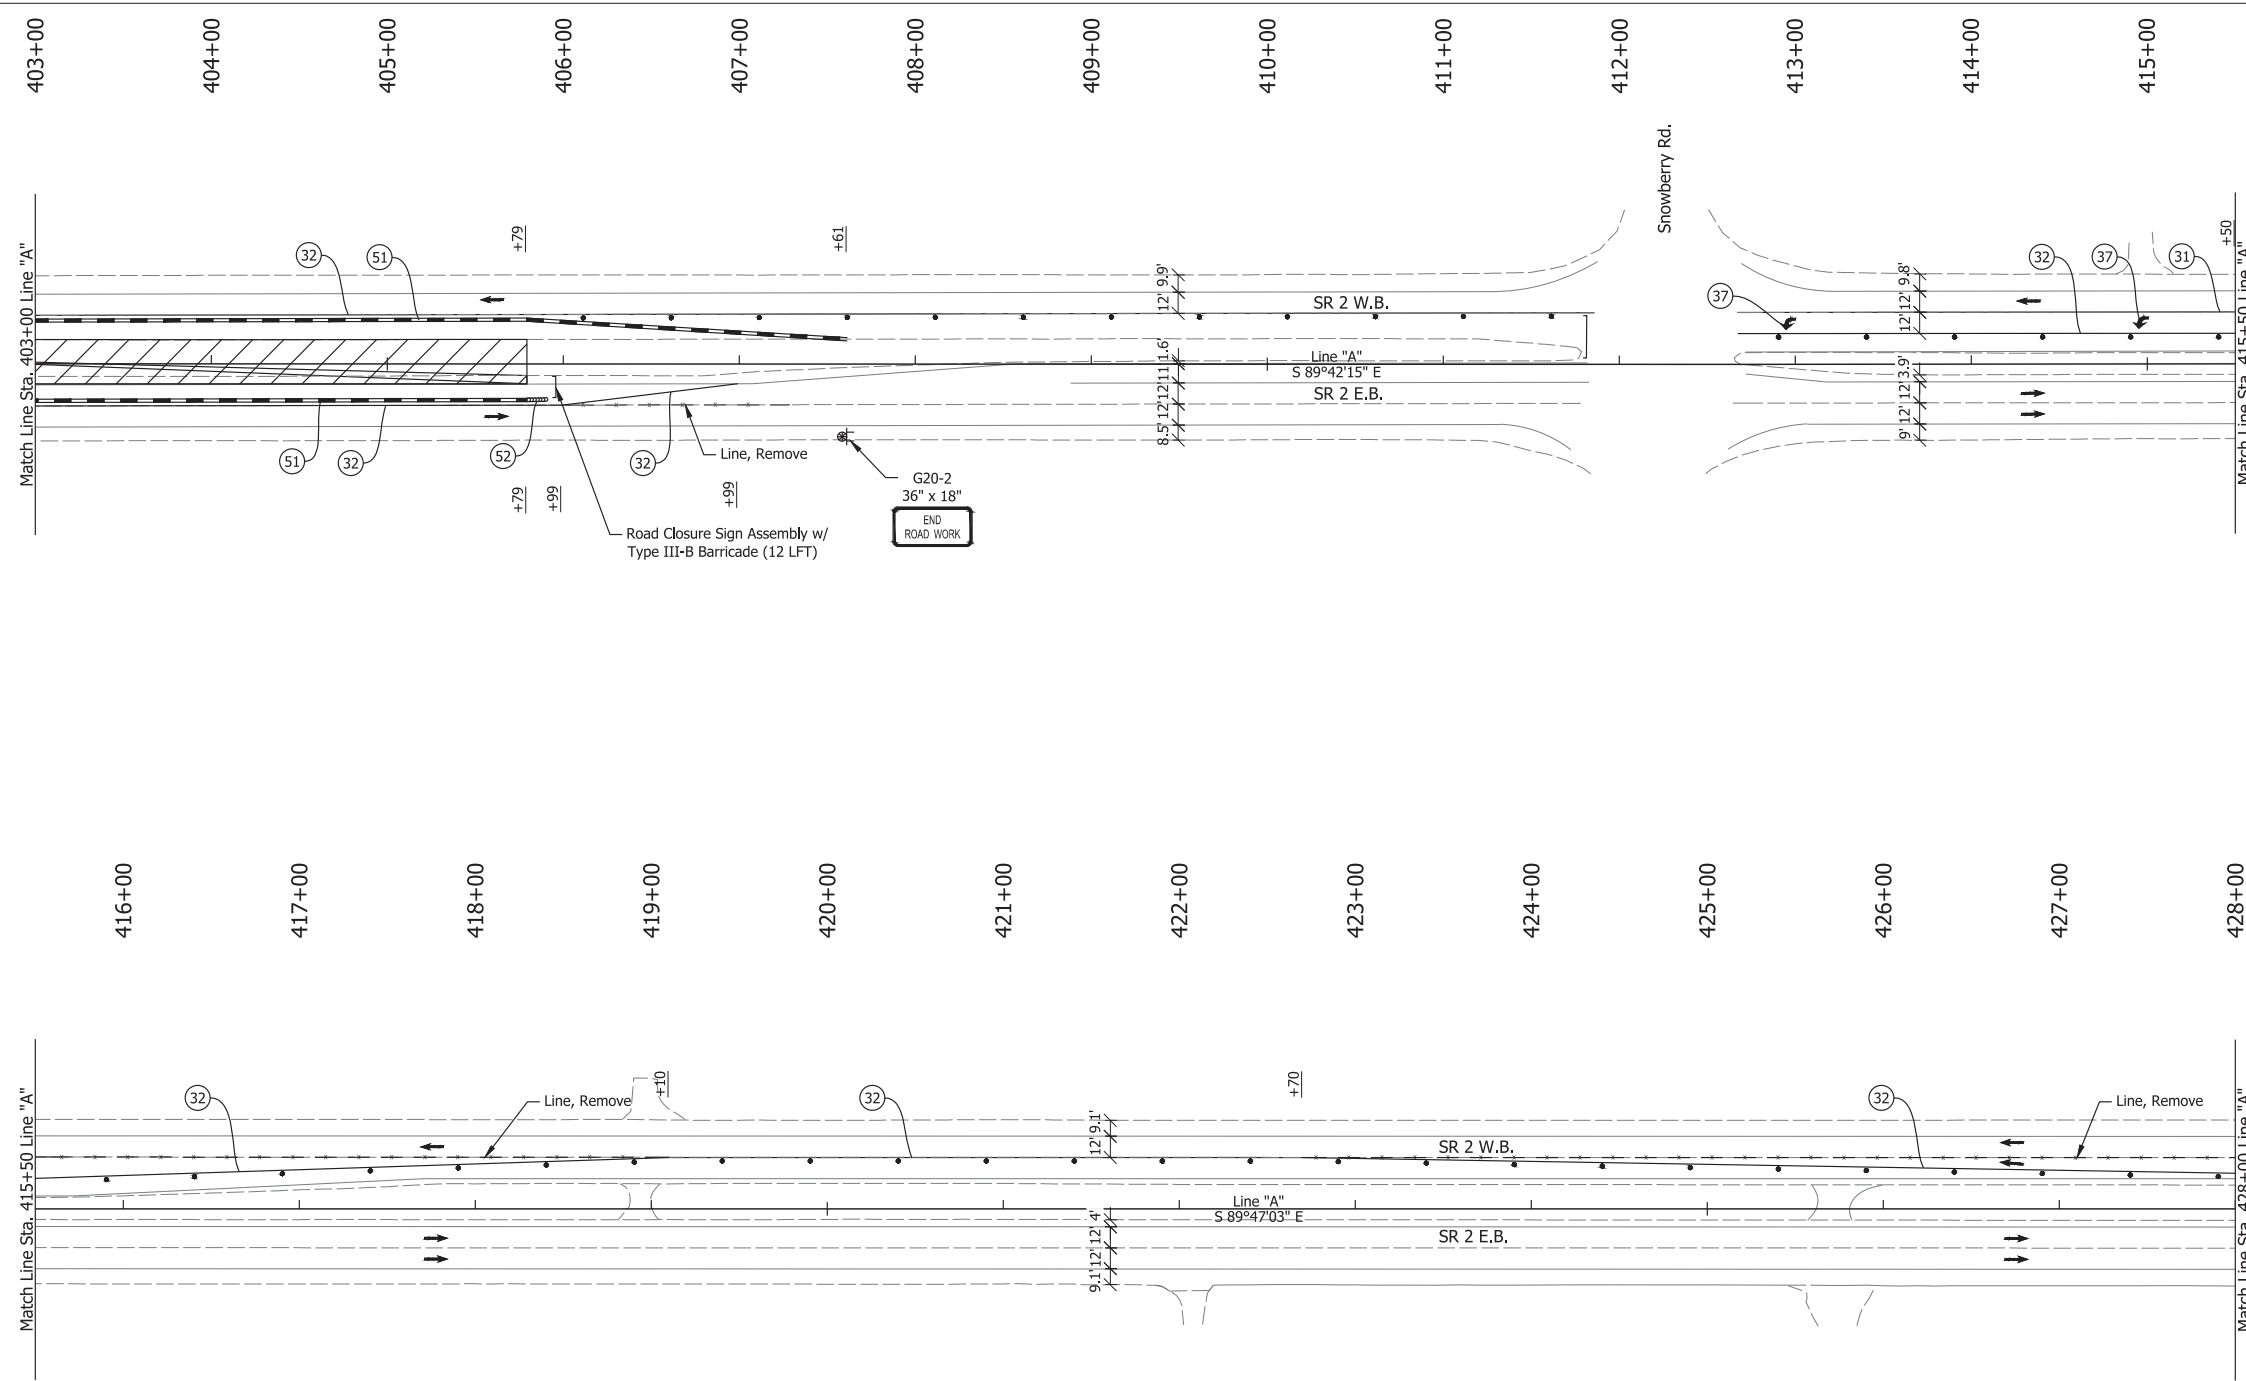 403+00
404+00
405+00
406+00
407+00
408+00
409+00
410+00
411+00
412+00
413+00
414+00
415+00
Snowberry Rd.
Match Line Sta. 403+00 Line "A"
32
51
+79
+61
12' 9.9'
SR 2 W.B.
Line "A"
S 89°42'15" E
SR 2 E.B.
8.5' 12' 12' 11.6'
37
12' 12' 9.8'
9' 12' 12' 3.9'
32
37
31
+50
Match Line Sta. 415+50 Line "A"
51
32
52
32
Line, Remove
+79
+99
+99
G20-2
36" x 18"
END
ROAD WORK
Road Closure Sign Assembly w/
Type III-B Barricade (12 LFT)
416+00
417+00
418+00
419+00
420+00
421+00
422+00
423+00
424+00
425+00
426+00
427+00
428+00
Match Line Sta. 415+50 Line "A"
32
Line, Remove
+10
32
12' 9.1'
+70
SR 2 W.B.
Line "A"
S 89°47'03" E
SR 2 E.B.
9.1' 12' 12' 4'
32
Line, Remove
Match Line Sta. 428+00 Line "A"